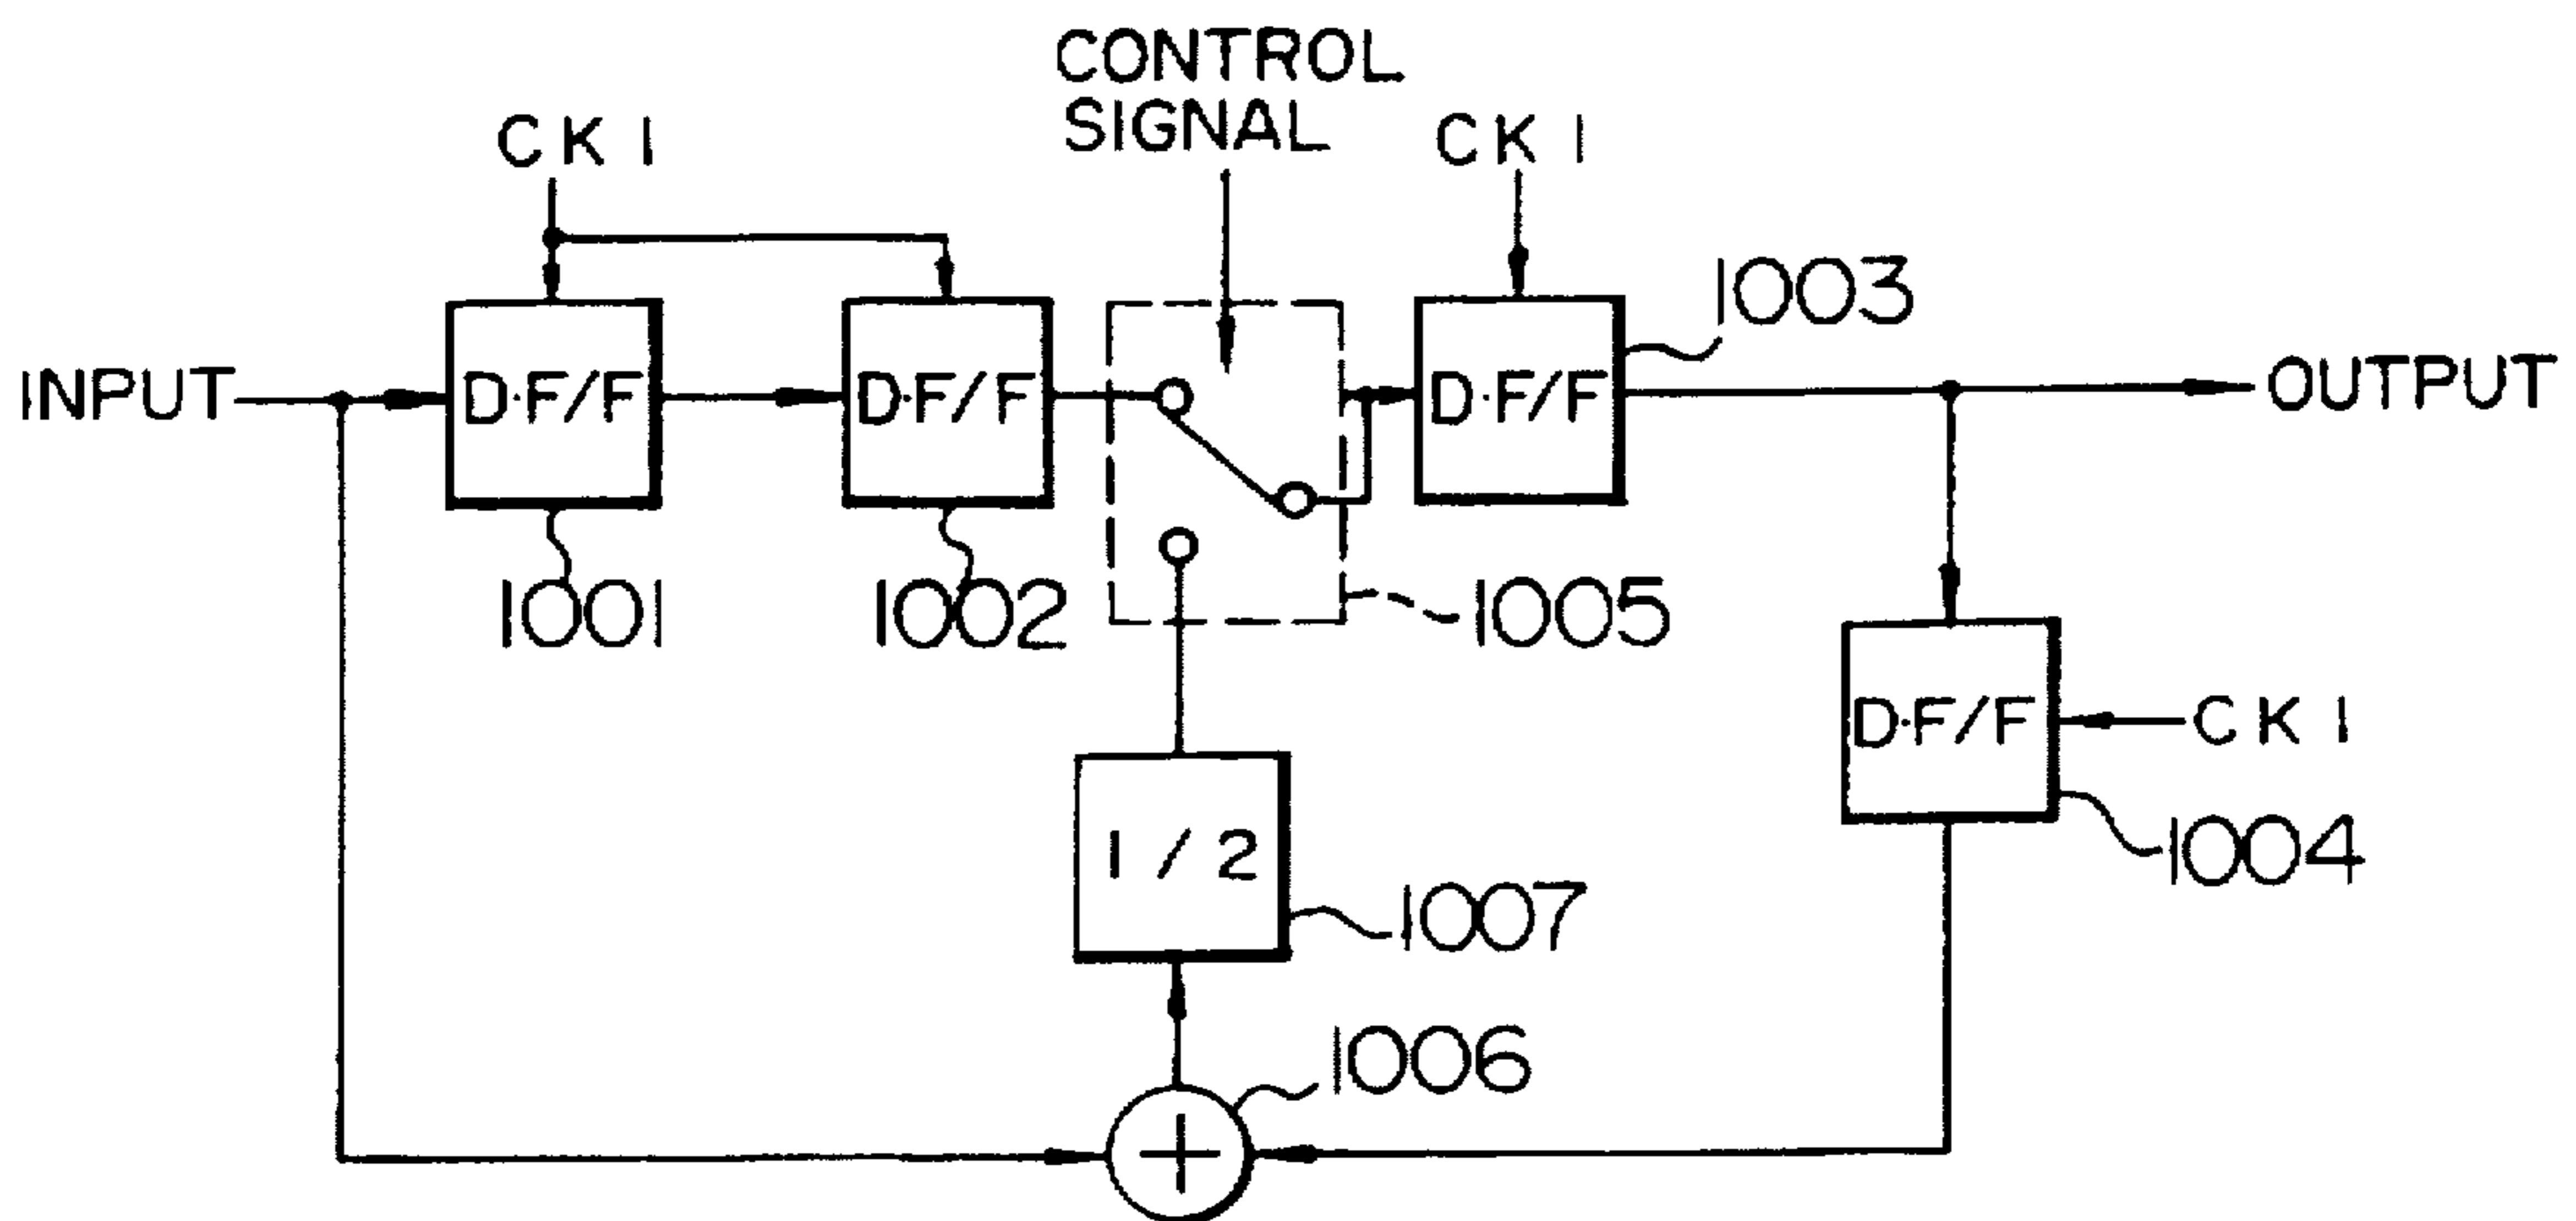 CONTROL
SIGNAL
CK1
CK1
1003
INPUT
D·F/F
D·F/F
D·F/F
OUTPUT
1001
1002
1005
D·F/F
CK1
1/2
1004
1007
1006
+